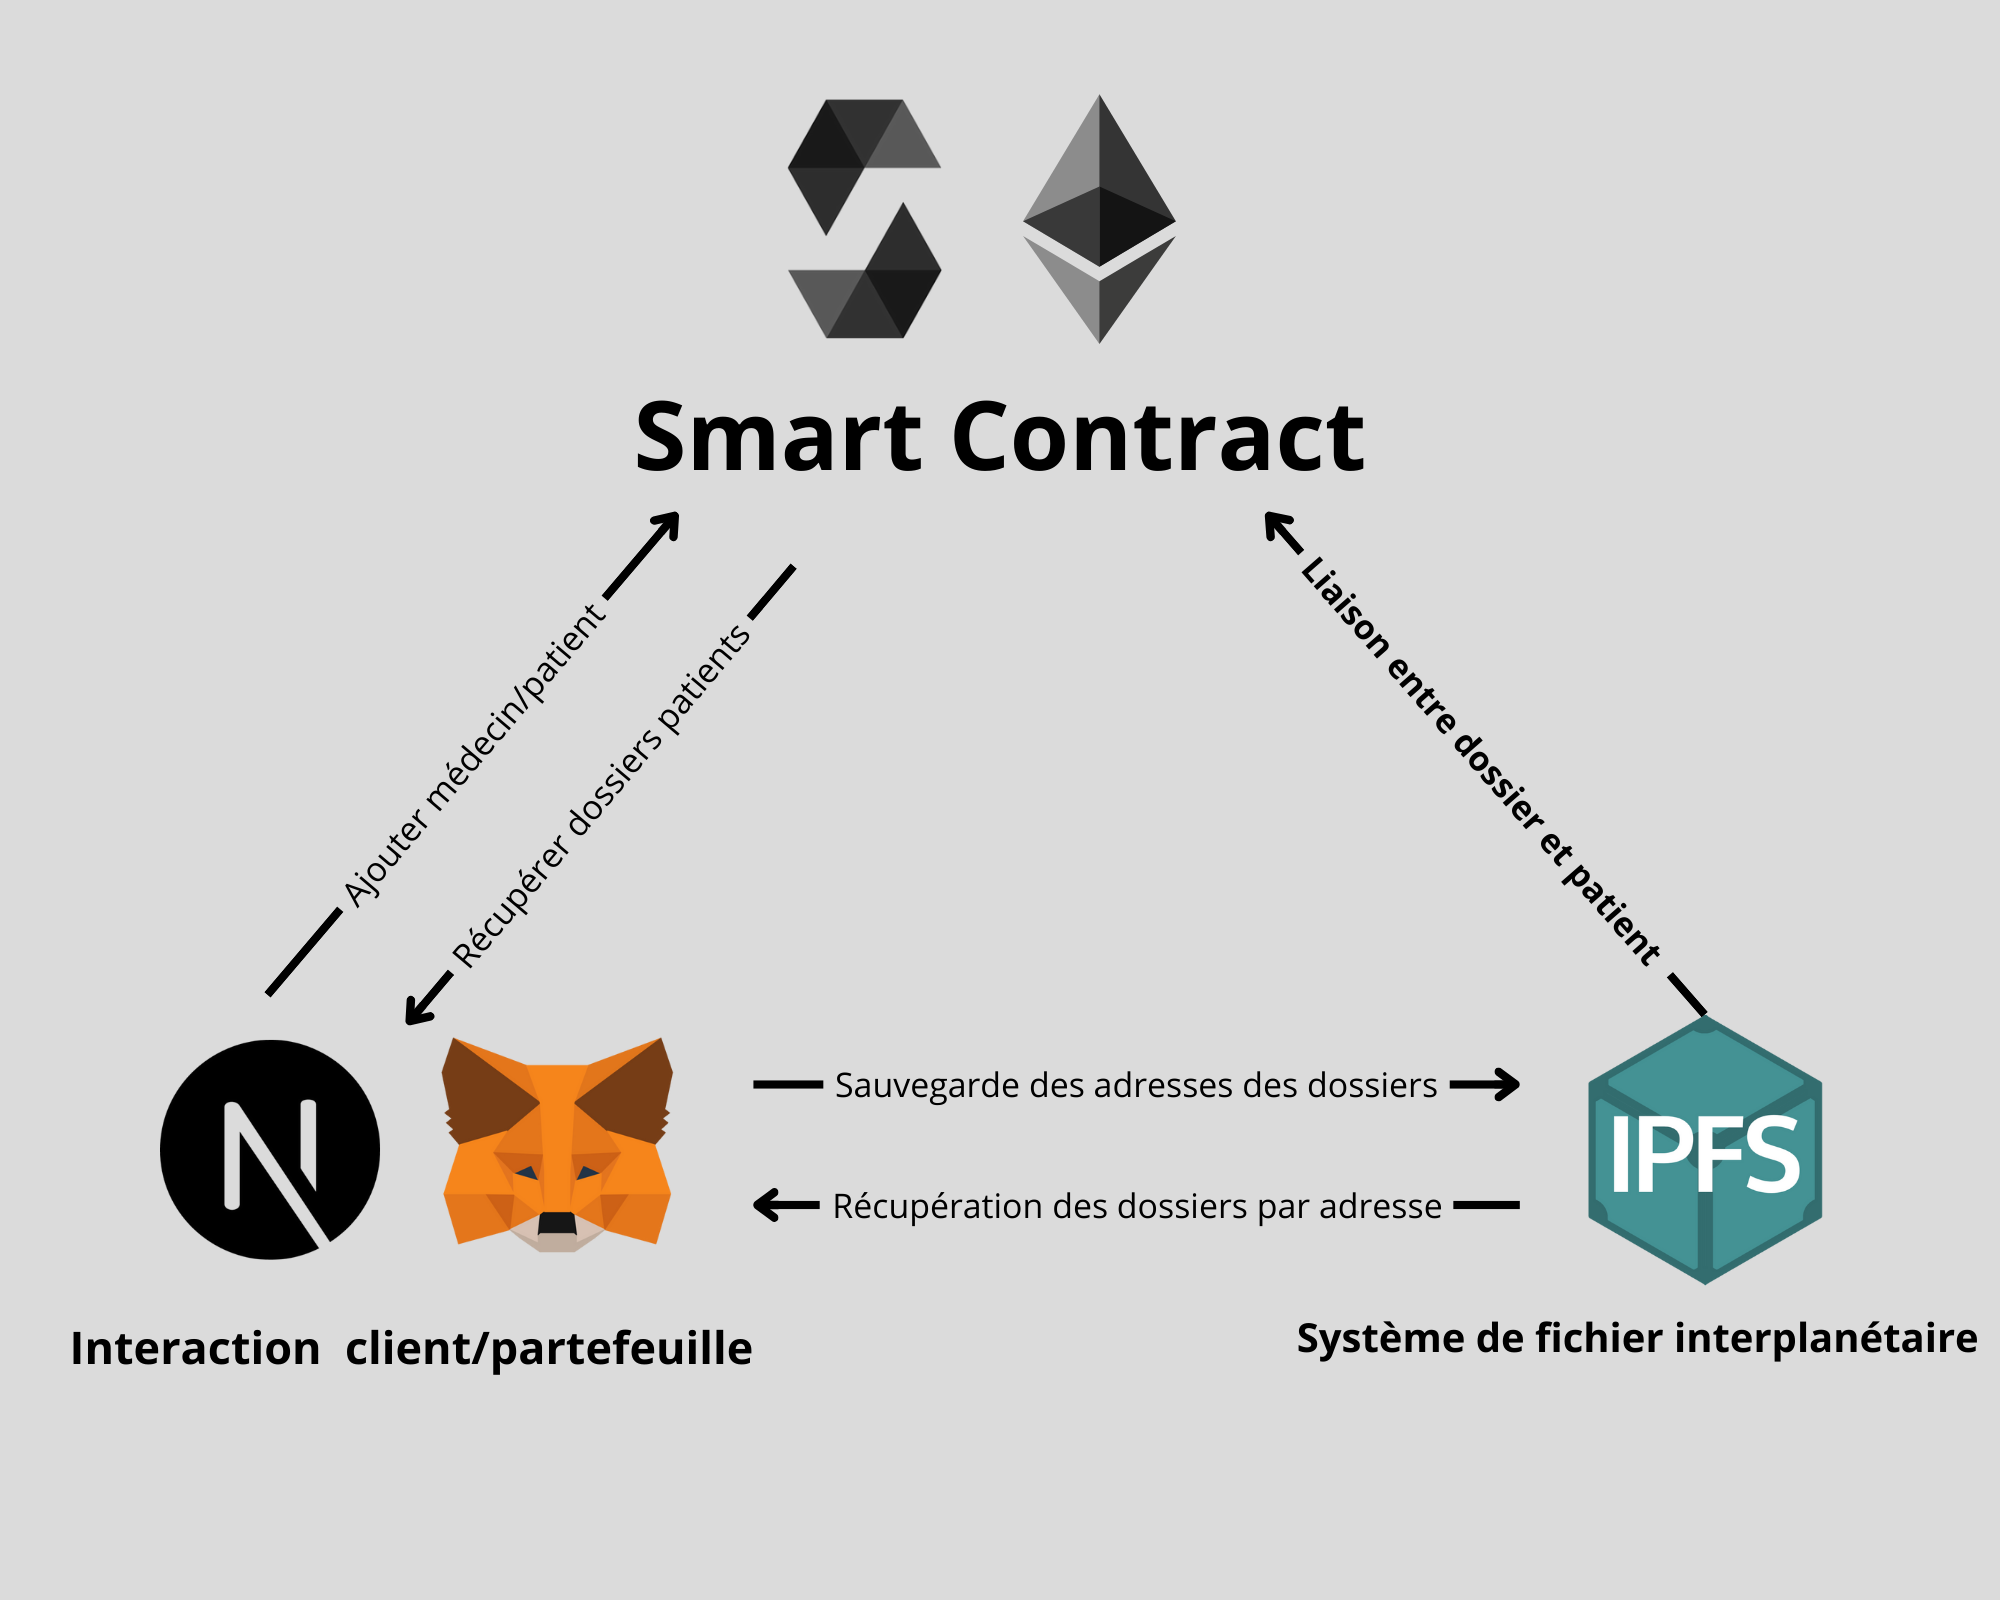 Smart Contract
Ajouter médecin/patient
Récupérer dossiers patients
Liaison entre dossier et patient
Sauvegarde des adresses des dossiers
Récupération des dossiers par adresse
IPFS
Interaction  client/partefeuille
Système de fichier interplanétaire